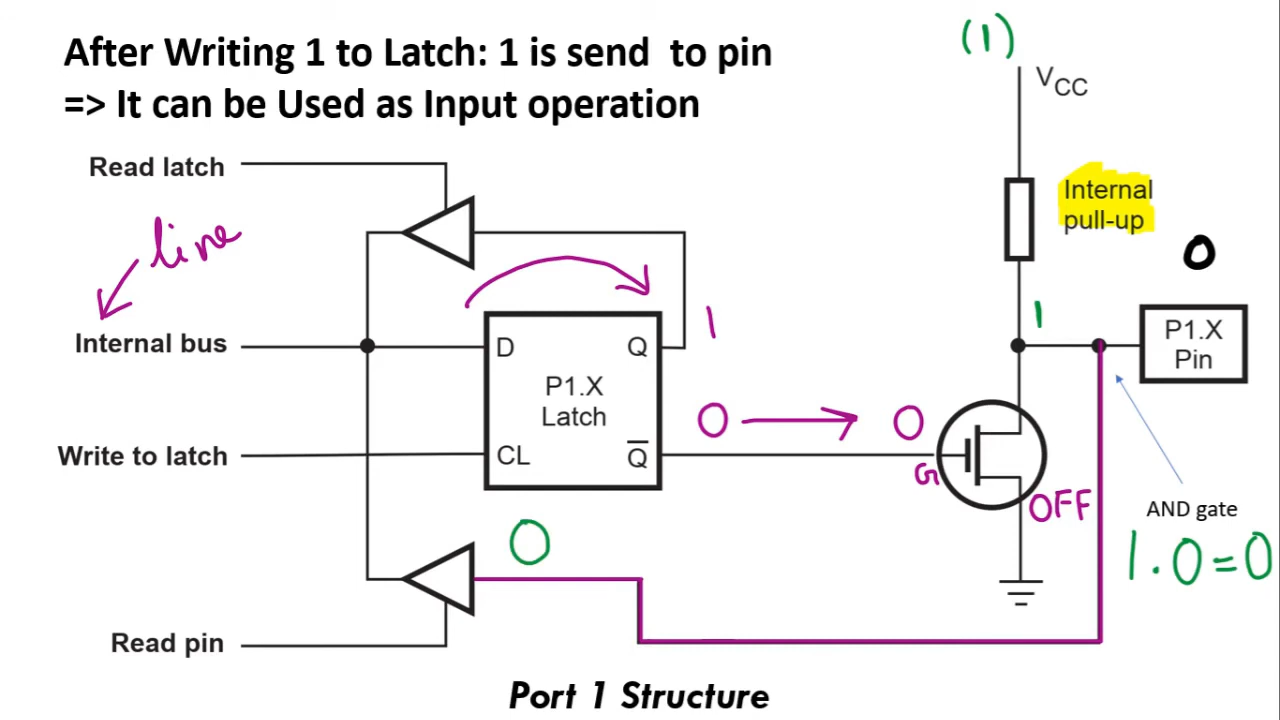 After Writing 1 to Latch: 1 is send to pin
=> It can be Used as Input operation
(1)
VCC
Read latch
Internal
pull-up
line
0
Internal bus
D
Q
1
1
P1.X
Pin
P1.X
Latch
0
0
Write to latch
CL
Q̅
G
OFF
AND gate
0
1.0=0
Read pin
Port 1 Structure